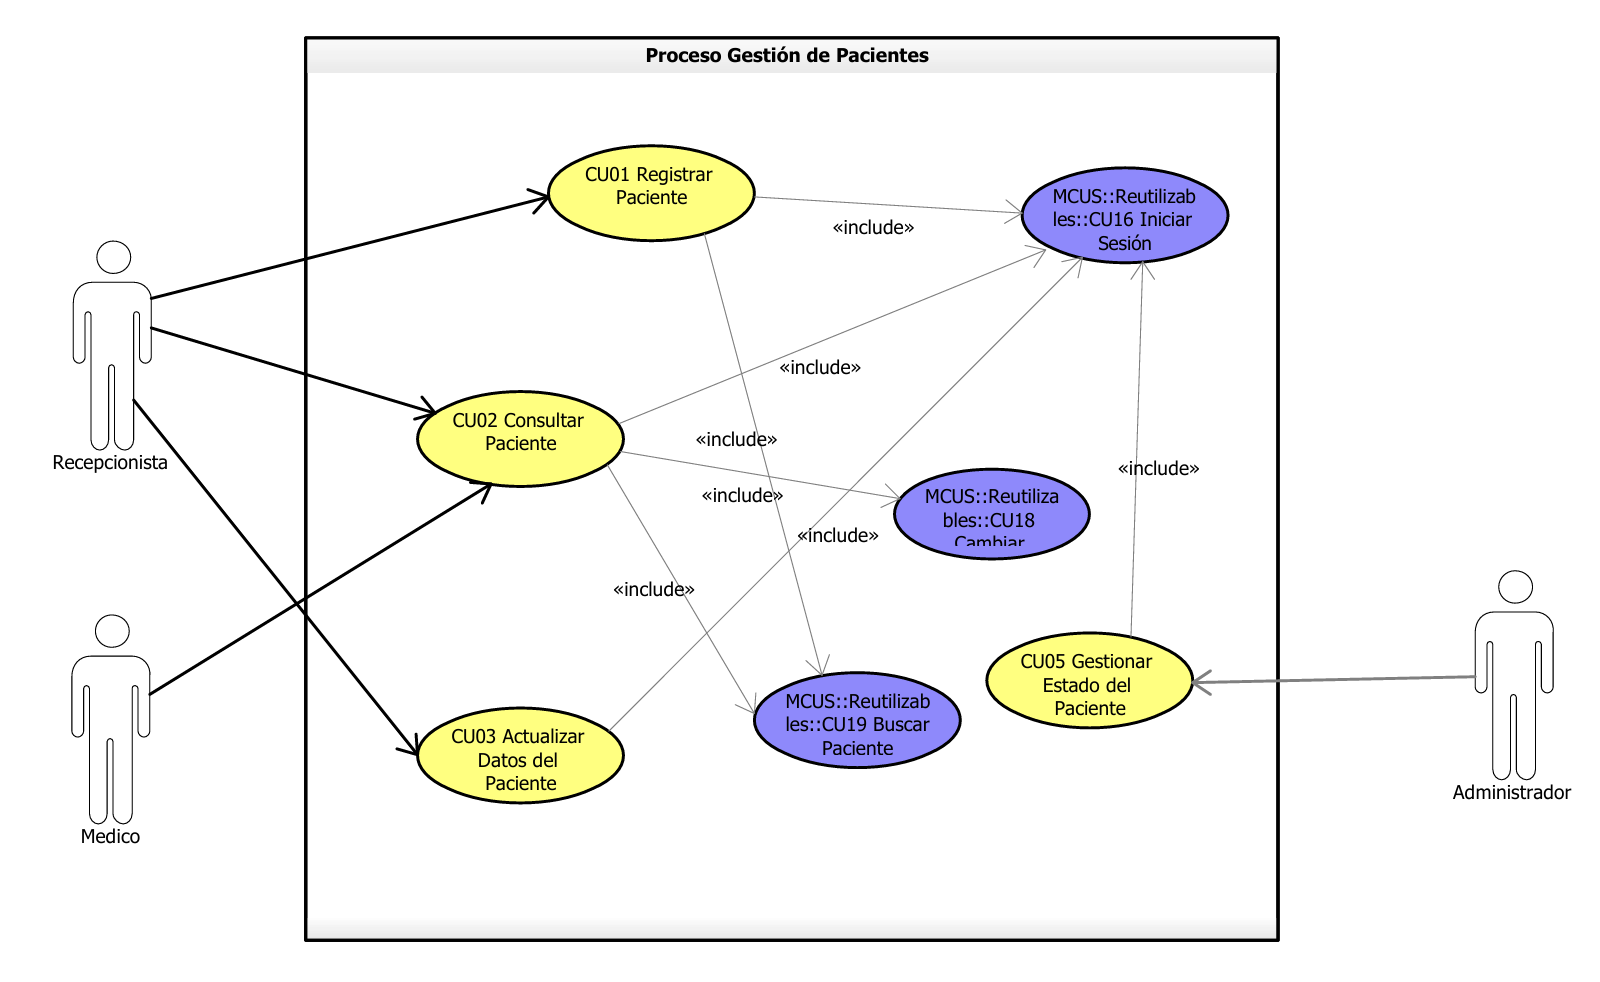 Proceso Gestión de Pacientes
CU01 Registrar
Paciente
MCUS::Reutilizab
les::CU16 Iniciar
Sesión
«include»
Recepcionista
«include»
CU02 Consultar
Paciente
«include»
«include»
«include»
MCUS::Reutiliza
bles::CU18
Cambiar
«include»
«include»
CU05 Gestionar
Estado del
Paciente
MCUS::Reutilizab
les::CU19 Buscar
Paciente
CU03 Actualizar
Datos del
Paciente
Medico
Administrador